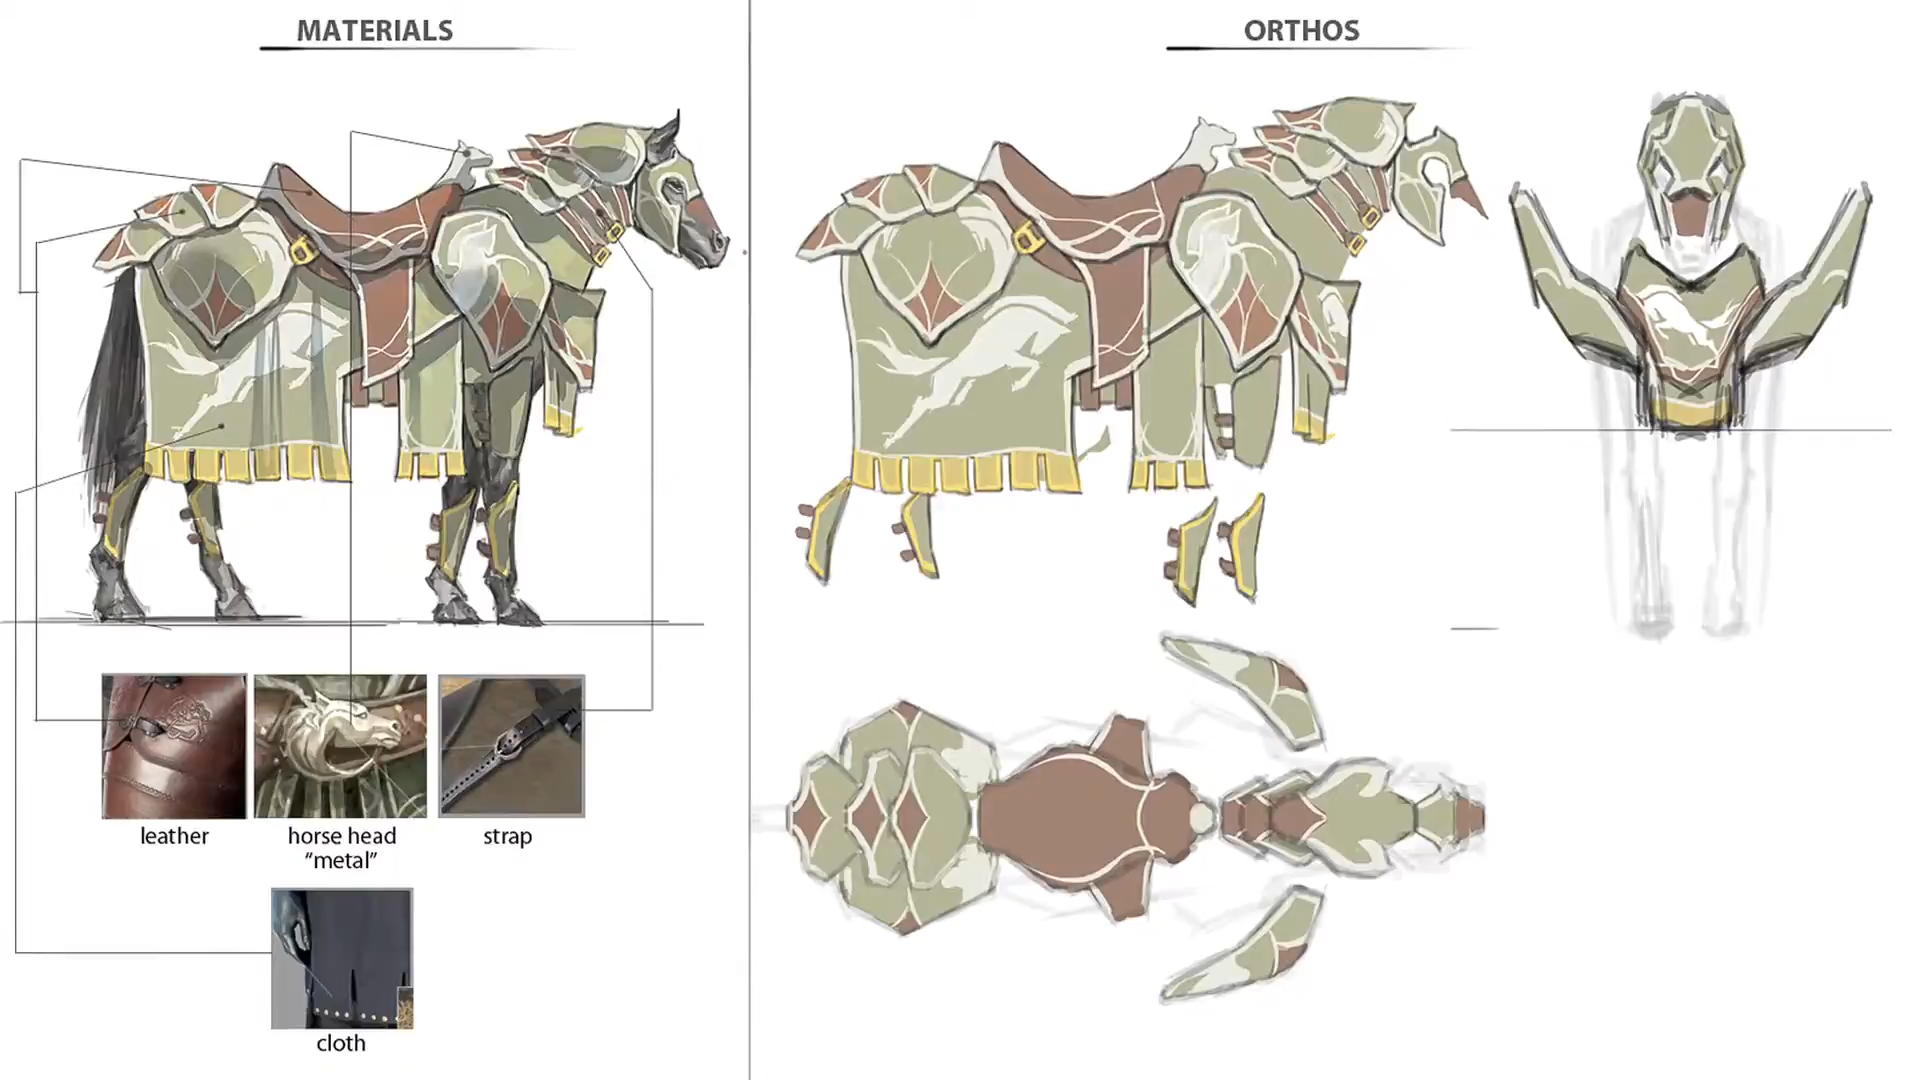 MATERIALS
ORTHOS
leather
horse head
“metal”
strap
cloth